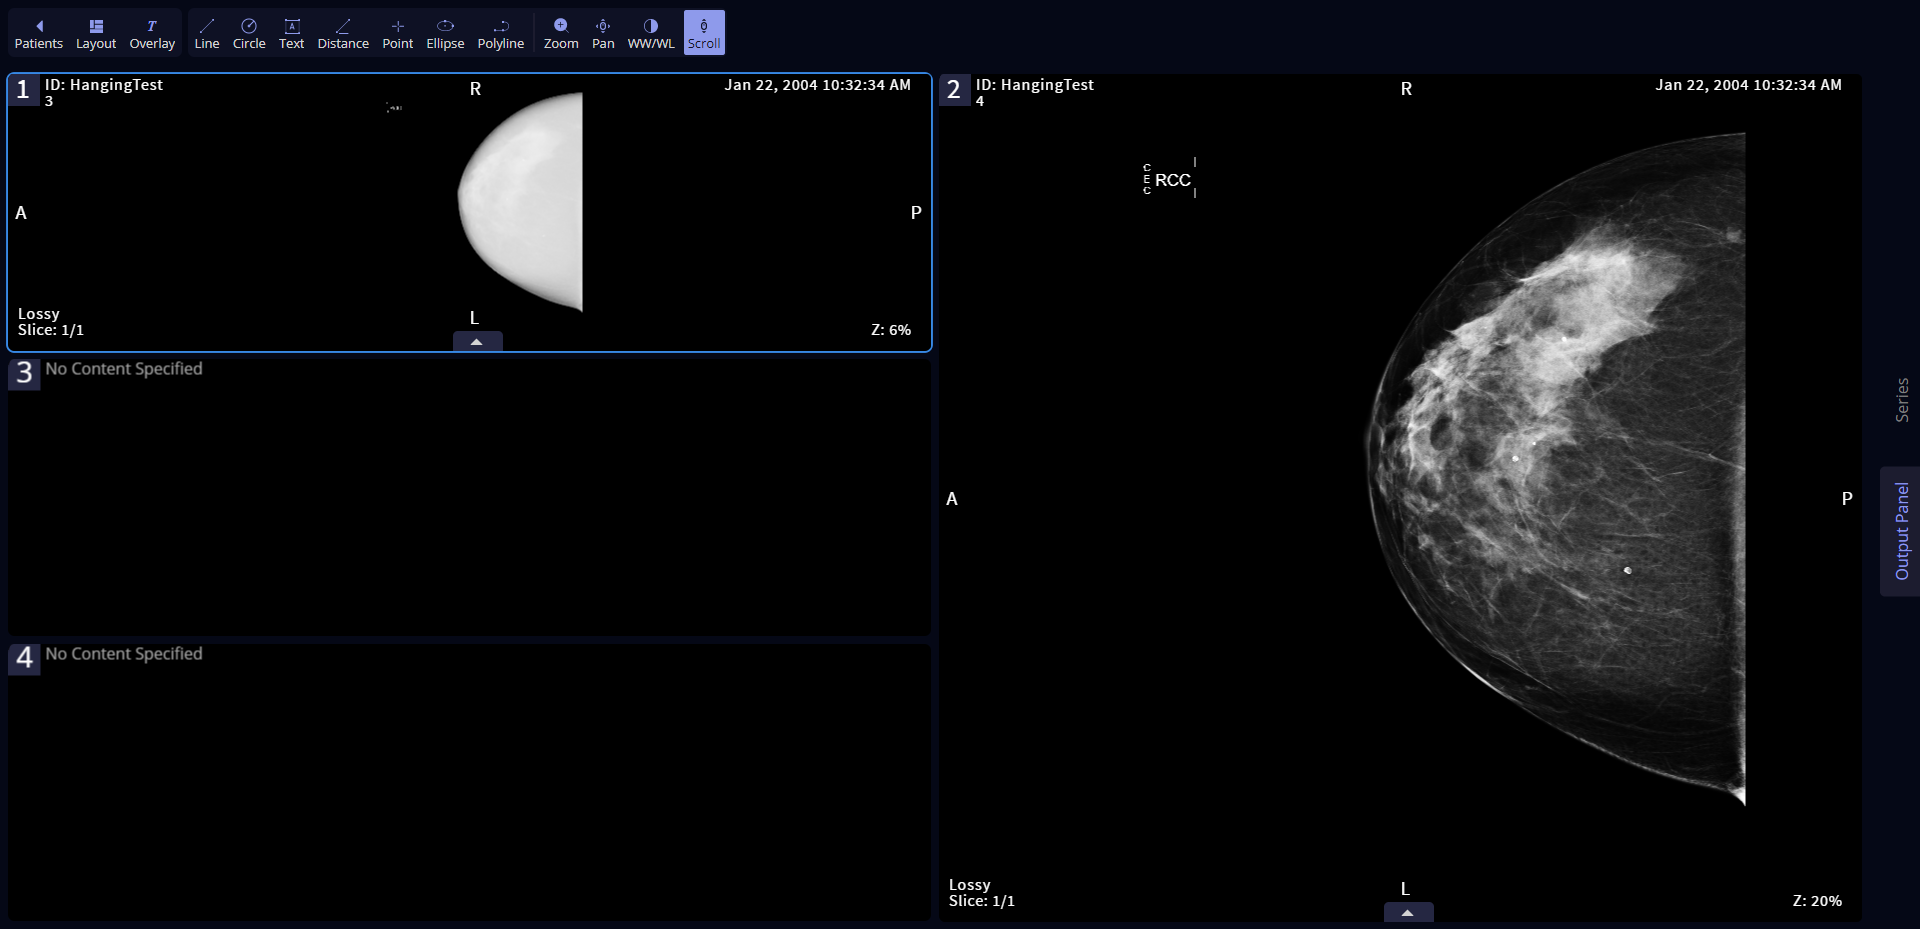 Patients Layout Overlay Line Circle Text Distance Point Ellipse Polyline Zoom Pan WW/WL Scroll
1 ID: HangingTest R Jan 22, 2004 10:32:34 AM
3
A P
Lossy L
Slice: 1/1 Z: 6%
3 No Content Specified
4 No Content Specified
2 ID: HangingTest R Jan 22, 2004 10:32:34 AM
4
C
E RCC
C
A P
Lossy L
Slice: 1/1 Z: 20%
Series
Output Panel